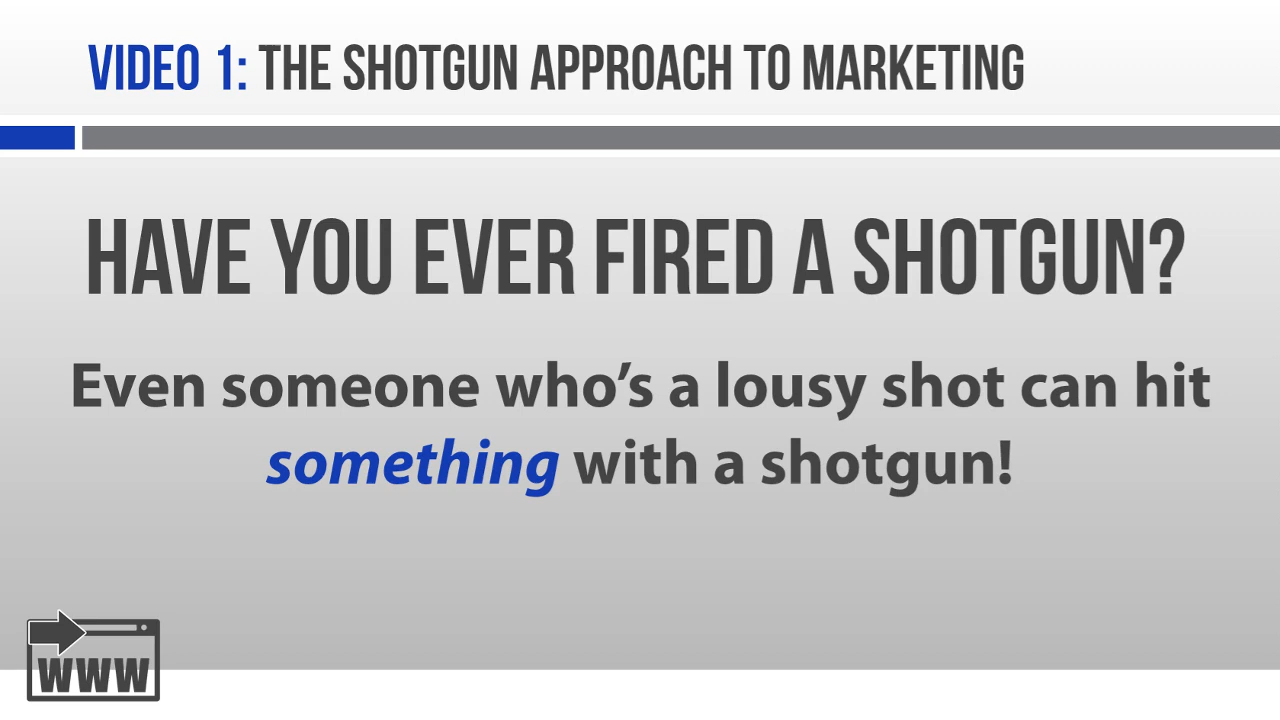 VIDEO 1: THE SHOTGUN APPROACH TO MARKETING
HAVE YOU EVER FIRED A SHOTGUN?
Even someone who’s a lousy shot can hit
something with a shotgun!
WWW